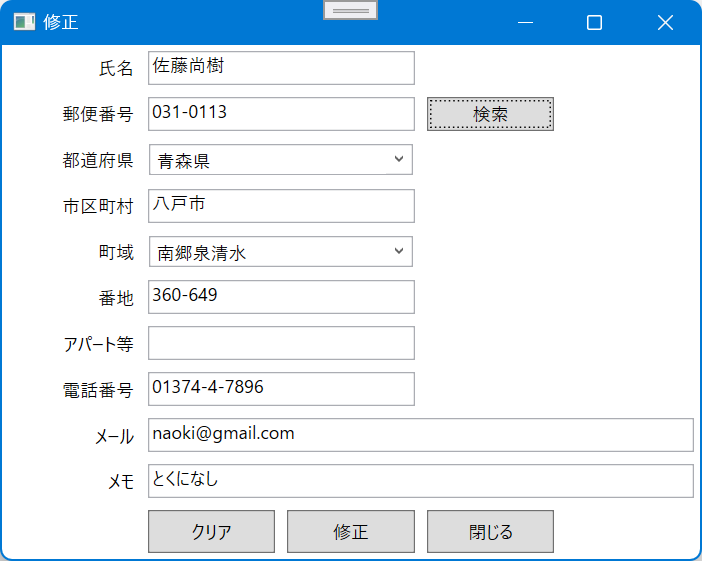 修正
氏名 佐藤尚樹
郵便番号 031-0113 検索
都道府県 青森県
市区町村 八戸市
町域 南郷泉清水
番地 360-649
アパート等
電話番号 01374-4-7896
メール naoki@gmail.com
メモ とくになし
クリア 修正 閉じる